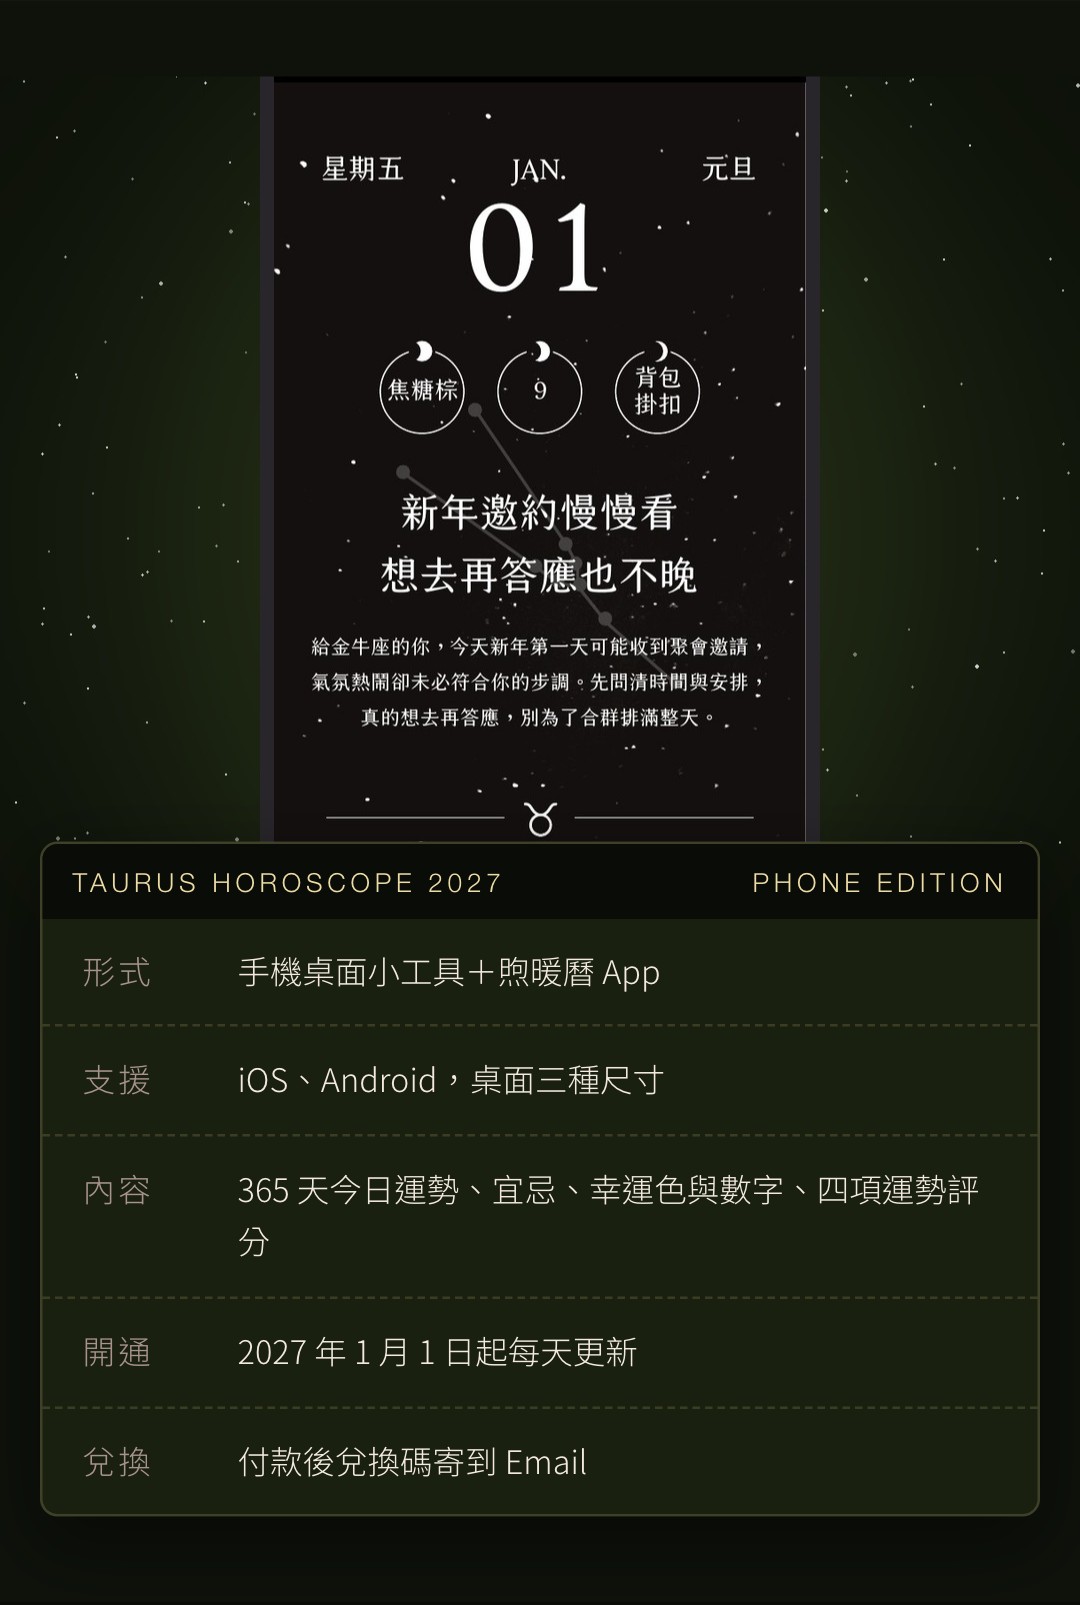 星期五 JAN. 元旦
01
焦糖棕 9 背包
掛扣
新年邀約慢慢看
想去再答應也不晚
給金牛座的你，今天新年第一天可能收到聚會邀請，
氣氛熱鬧卻未必符合你的步調。先問清時間與安排，
真的想去再答應，別為了合群排滿整天。
TAURUS HOROSCOPE 2027 PHONE EDITION
形式 手機桌面小工具＋煦暖曆 App
支援 iOS、Android，桌面三種尺寸
內容 365 天今日運勢、宜忌、幸運色與數字、四項運勢評
分
開通 2027 年 1 月 1 日起每天更新
兌換 付款後兌換碼寄到 Email